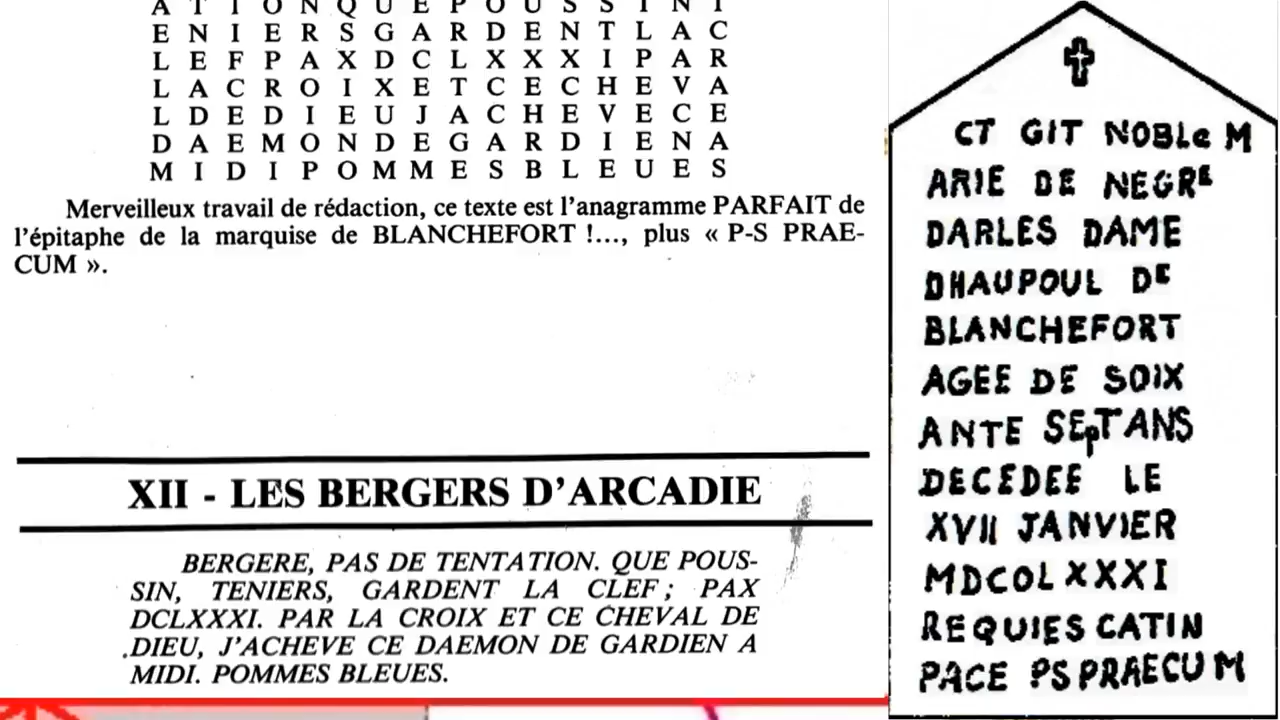 A T I O N Q U E P O U S S I N T
E N I E R S G A R D E N T L A C
L E F P A X D C L X X X I P A R
L A C R O I X E T C E C H E V A
L D E D I E U J A C H E V E C E
D A E M O N D E G A R D I E N A
M I D I P O M M E S B L E U E S
Merveilleux travail de rédaction, ce texte est l'anagramme PARFAIT de
l'épitaphe de la marquise de BLANCHEFORT !..., plus « P-S PRAE-
CUM ».
XII - LES BERGERS D'ARCADIE
BERGERE, PAS DE TENTATION. QUE POUS-
SIN, TENIERS, GARDENT LA CLEF ; PAX
DCLXXXI. PAR LA CROIX ET CE CHEVAL DE
DIEU, J'ACHEVE CE DAEMON DE GARDIEN A
MIDI. POMMES BLEUES.
CT GIT NOBLe M
ARIE DE NEGRE
DARLES DAME
DHAUPOUL DE
BLANCHEFORT
AGEE DE SOIX
ANTE SEpTANS
DECEDEE LE
XVII JANVIER
MDCOLXXXI
REQUIES CATIN
PACE PS PRAECUM